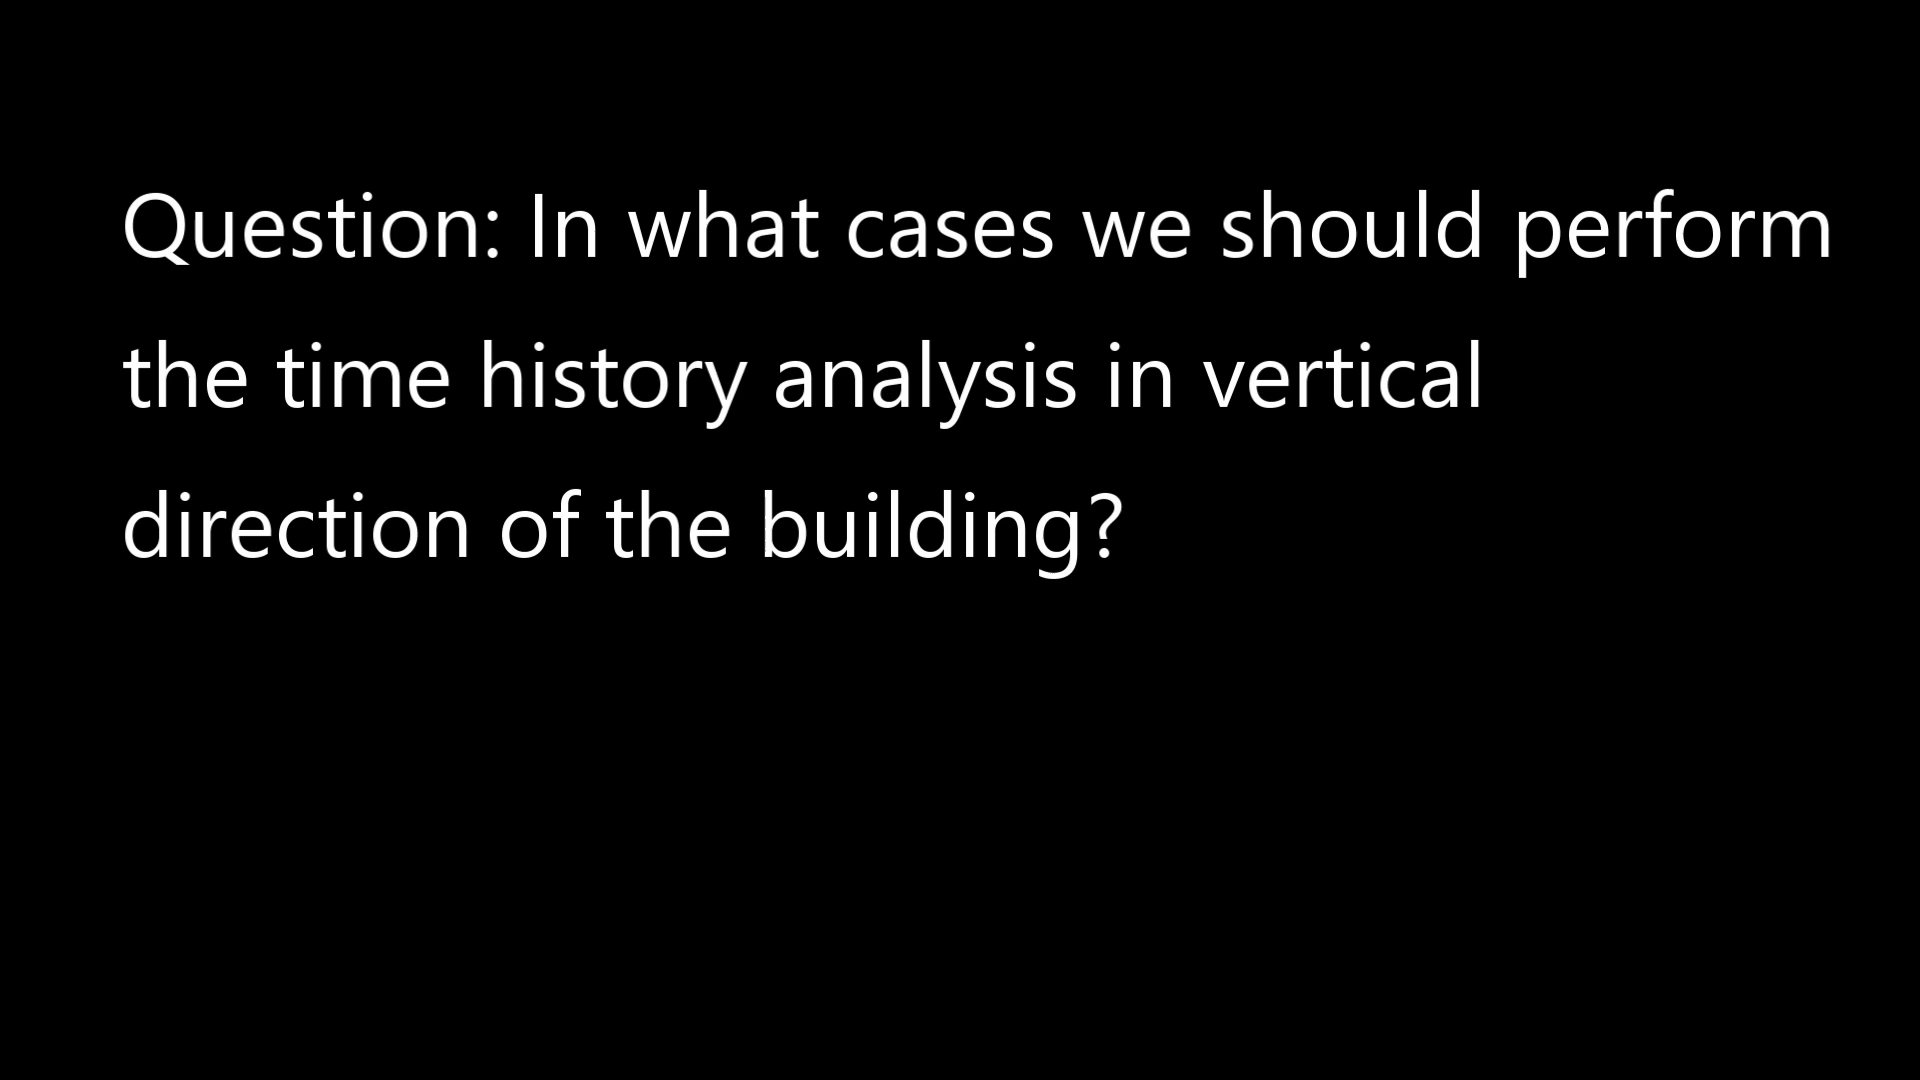 Question: In what cases we should perform
the time history analysis in vertical
direction of the building?